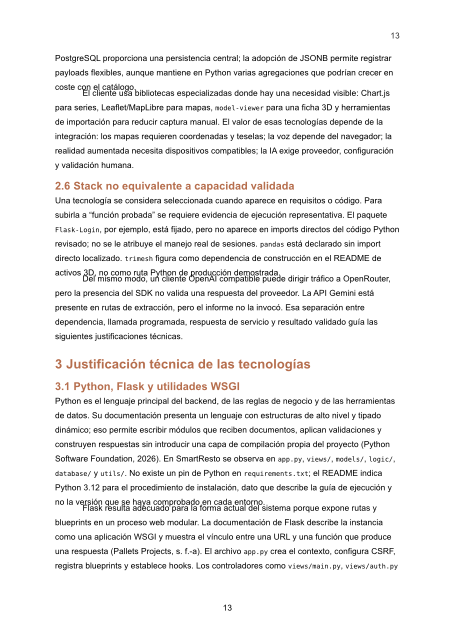 13
PostgreSQL proporciona una persistencia central; la adopción de JSONB permite registrar
payloads flexibles, aunque mantiene en Python varias agregaciones que podrían crecer en
coste con el catálogo.
El cliente usa bibliotecas especializadas donde hay una necesidad visible: Chart.js
para series, Leaflet/MapLibre para mapas, model-viewer para una ficha 3D y herramientas
de importación para reducir captura manual. El valor de esas tecnologías depende de la
integración: los mapas requieren coordenadas y teselas; la voz depende del navegador; la
realidad aumentada necesita dispositivos compatibles; la IA exige proveedor, configuración
y validación humana.
2.6 Stack no equivalente a capacidad validada
Una tecnología se considera seleccionada cuando aparece en requisitos o código. Para
subirla a “función probada” se requiere evidencia de ejecución representativa. El paquete
Flask-Login, por ejemplo, está fijado, pero no aparece en imports directos del código Python
revisado; no se le atribuye el manejo real de sesiones. pandas está declarado sin import
directo localizado. trimesh figura como dependencia de construcción en el README de
activos 3D, no como ruta Python de producción demostrada.
Del mismo modo, un cliente OpenAI compatible puede dirigir tráfico a OpenRouter,
pero la presencia del SDK no valida una respuesta del proveedor. La API Gemini está
presente en rutas de extracción, pero el informe no la invocó. Esa separación entre
dependencia, llamada programada, respuesta de servicio y resultado validado guía las
siguientes justificaciones técnicas.
3 Justificación técnica de las tecnologías
3.1 Python, Flask y utilidades WSGI
Python es el lenguaje principal del backend, de las reglas de negocio y de las herramientas
de datos. Su documentación presenta un lenguaje con estructuras de alto nivel y tipado
dinámico; eso permite escribir módulos que reciben documentos, aplican validaciones y
construyen respuestas sin introducir una capa de compilación propia del proyecto (Python
Software Foundation, 2026). En SmartResto se observa en app.py, views/, models/, logic/,
database/ y utils/. No existe un pin de Python en requirements.txt; el README indica
Python 3.12 para el procedimiento de instalación, dato que describe la guía de ejecución y
no la versión que se haya comprobado en cada entorno.
Flask resulta adecuado para la forma actual del sistema porque expone rutas y
blueprints en un proceso web modular. La documentación de Flask describe la instancia
como una aplicación WSGI y muestra el vínculo entre una URL y una función que produce
una respuesta (Pallets Projects, s. f.-a). El archivo app.py crea el contexto, configura CSRF,
registra blueprints y establece hooks. Los controladores como views/main.py, views/auth.py
13